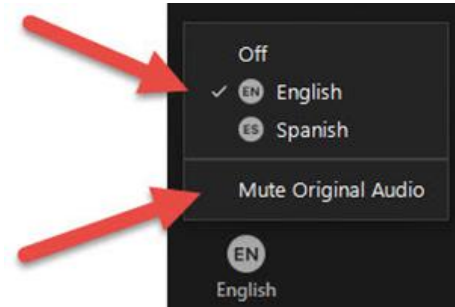 Off
EN English
ES Spanish
Mute Original Audio
EN
English